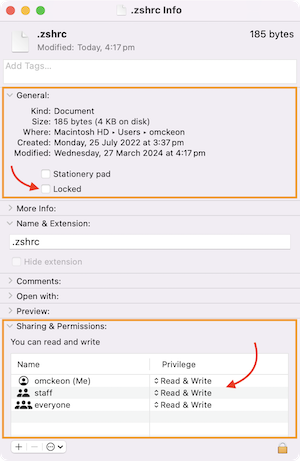 .zshrc Info
.zshrc 185 bytes
Modified: Today, 4:17 pm
Add Tags...
General:
Kind: Document
Size: 185 bytes (4 KB on disk)
Where: Macintosh HD • Users • omckeon
Created: Monday, 25 July 2022 at 3:37 pm
Modified: Wednesday, 27 March 2024 at 4:17 pm
Stationery pad
Locked
More Info:
Name & Extension:
.zshrc
Hide extension
Comments:
Open with:
Preview:
Sharing & Permissions:
You can read and write
Name Privilege
omckeon (Me) Read & Write
staff Read & Write
everyone Read & Write